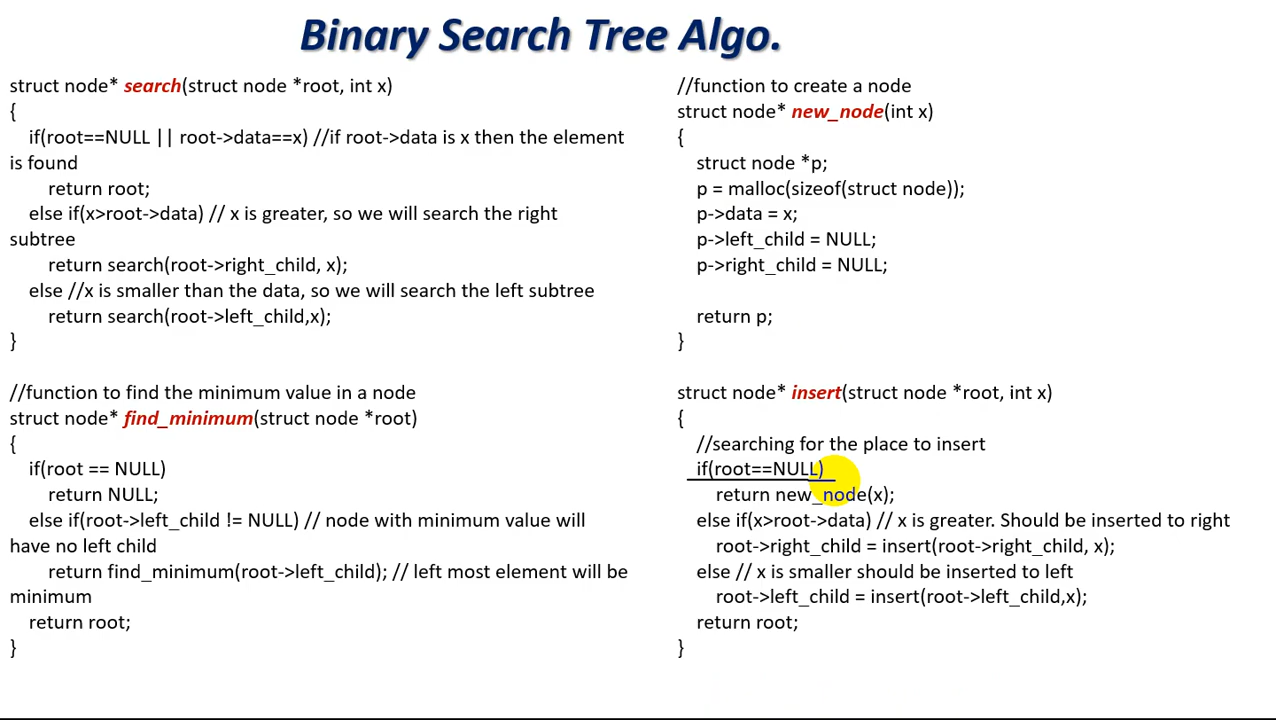 Binary Search Tree Algo.
struct node* search(struct node *root, int x)
{
if(root==NULL || root->data==x) //if root->data is x then the element
is found
return root;
else if(x>root->data) // x is greater, so we will search the right
subtree
return search(root->right_child, x);
else //x is smaller than the data, so we will search the left subtree
return search(root->left_child,x);
}
//function to find the minimum value in a node
struct node* find_minimum(struct node *root)
{
if(root == NULL)
return NULL;
else if(root->left_child != NULL) // node with minimum value will
have no left child
return find_minimum(root->left_child); // left most element will be
minimum
return root;
}
//function to create a node
struct node* new_node(int x)
{
struct node *p;
p = malloc(sizeof(struct node));
p->data = x;
p->left_child = NULL;
p->right_child = NULL;
return p;
}
struct node* insert(struct node *root, int x)
{
//searching for the place to insert
if(root==NULL)
return new_node(x);
else if(x>root->data) // x is greater. Should be inserted to right
root->right_child = insert(root->right_child, x);
else // x is smaller should be inserted to left
root->left_child = insert(root->left_child,x);
return root;
}